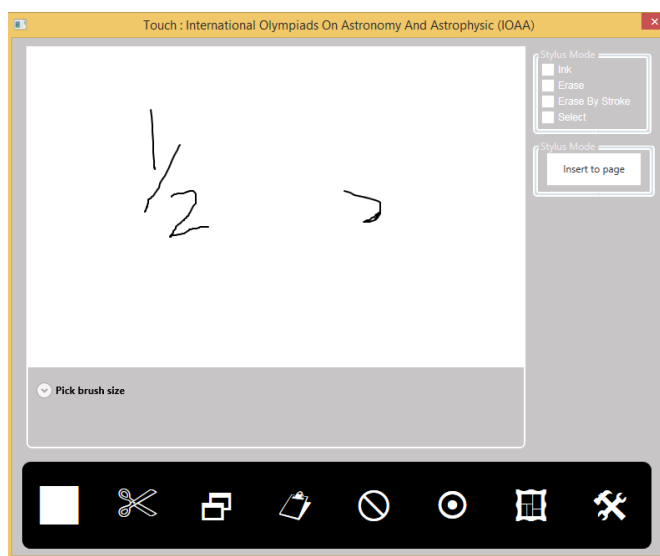 Touch : International Olympiads On Astronomy And Astrophysic (IOAA)
Stylus Mode
Ink
Erase
Erase By Stroke
Select
Stylus Mode
Insert to page
1/2
Pick brush size